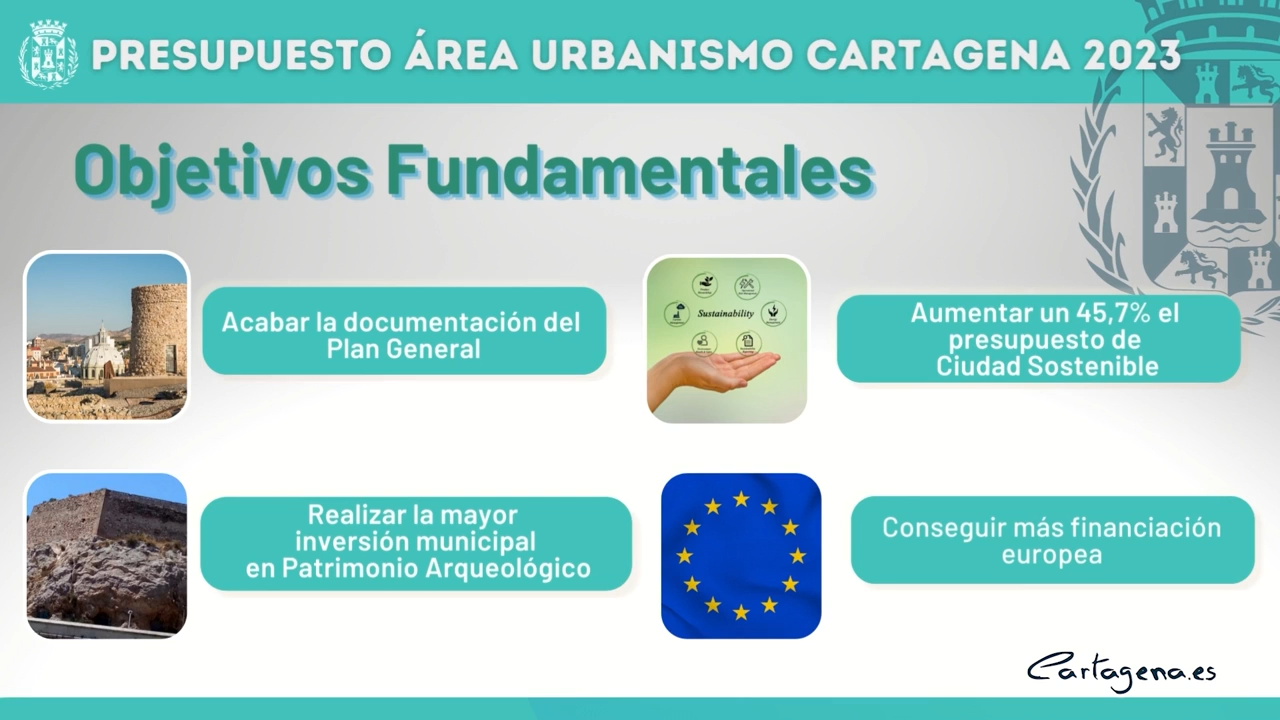 PRESUPUESTO ÁREA URBANISMO CARTAGENA 2023
Objetivos Fundamentales
Acabar la documentación del
Plan General
Sustainability
Aumentar un 45,7% el
presupuesto de
Ciudad Sostenible
Realizar la mayor
inversión municipal
en Patrimonio Arqueológico
Conseguir más financiación
europea
Cartagena.es